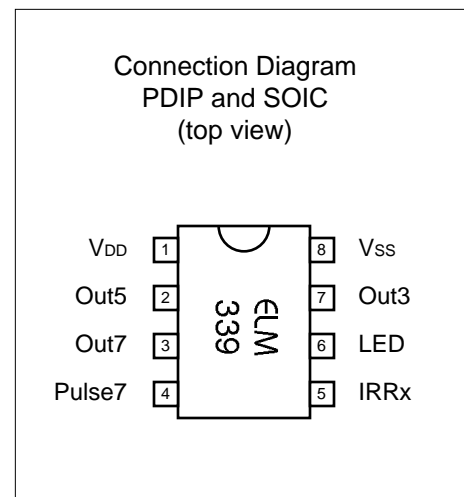 Connection Diagram
PDIP and SOIC
(top view)
VDD 1 8 VSS
Out5 2 7 Out3
Out7 3 6 LED
Pulse7 4 5 IRRx
ELM
339